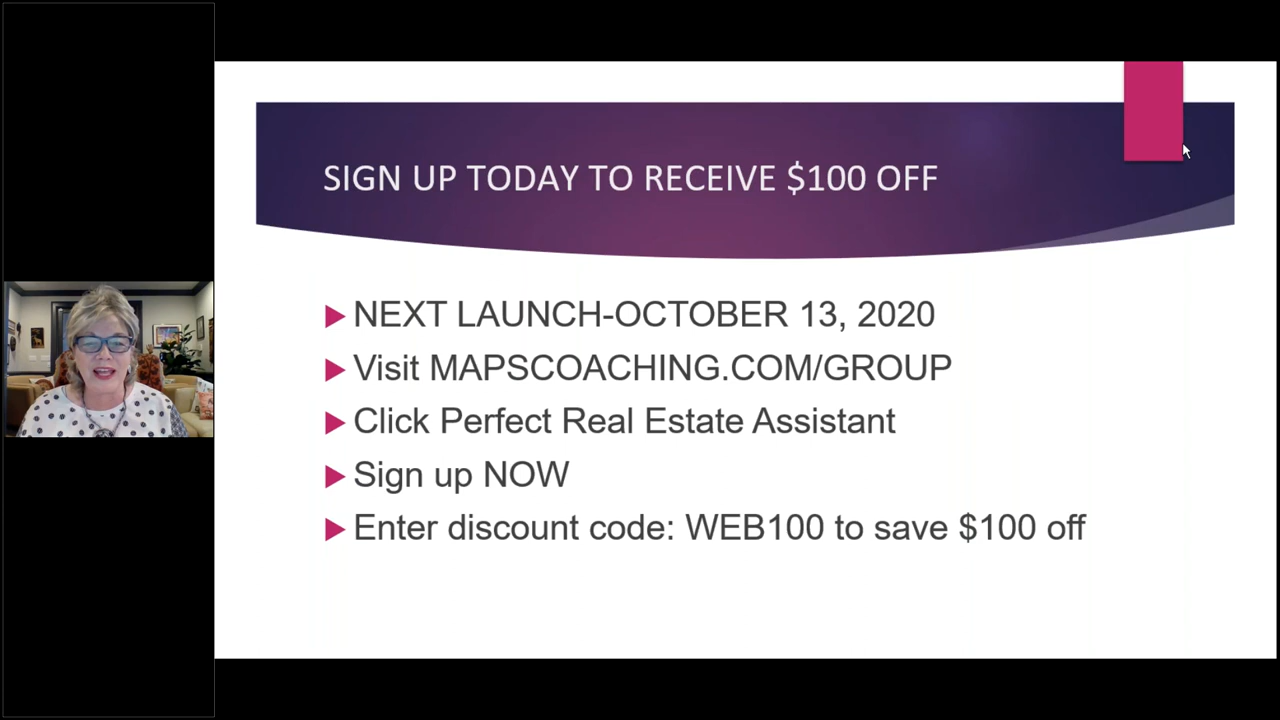 SIGN UP TODAY TO RECEIVE $100 OFF
NEXT LAUNCH-OCTOBER 13, 2020
Visit MAPSCOACHING.COM/GROUP
Click Perfect Real Estate Assistant
Sign up NOW
Enter discount code: WEB100 to save $100 off